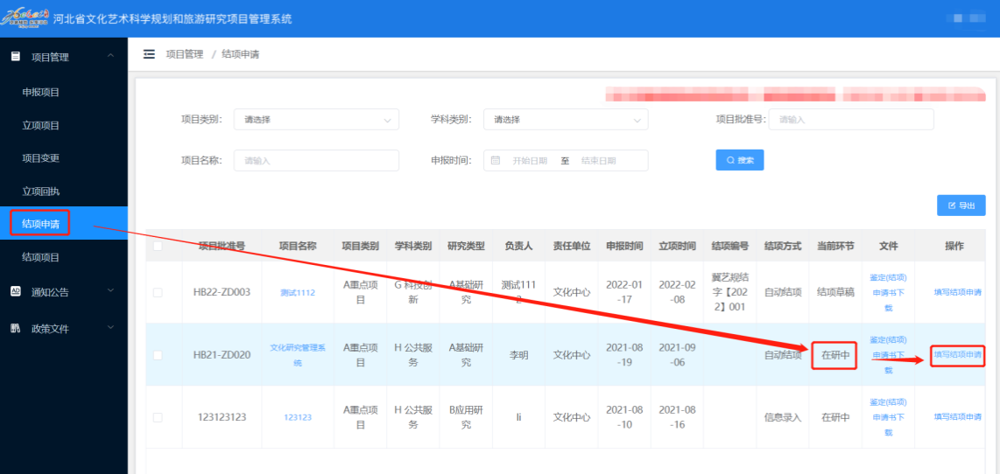 河北省文化艺术科学规划和旅游研究项目管理系统
项目管理
申报项目
立项项目
项目变更
立项回执
结项申请
结项项目
通知公告
政策文件
项目管理 / 结项申请
项目类别： 请选择 学科类别： 请选择 项目批准号： 请输入
项目名称： 请输入 申报时间： 开始日期 至 结束日期 搜索
导出
项目批准号 项目名称 项目类别 学科类别 研究类型 负责人 责任单位 申报时间 立项时间 结项编号 结项方式 当前环节 文件 操作
HB22-ZD003 测试1112 A重点项目 G 科技创新 A基础研究 测试1112 文化中心 2022-01-17 2022-02-08 冀艺规结字【2022】001 自动结项 结项草稿 鉴定(结项)申请书下载 填写结项申请
HB21-ZD020 文化研究管理系统 A重点项目 H 公共服务 A基础研究 李明 文化中心 2021-08-19 2021-09-06 自动结项 在研中 鉴定(结项)申请书下载 填写结项申请
123123123 123123 A重点项目 H 公共服务 B应用研究 li 文化中心 2021-08-10 2021-08-16 信息录入 在研中 鉴定(结项)申请书下载 填写结项申请